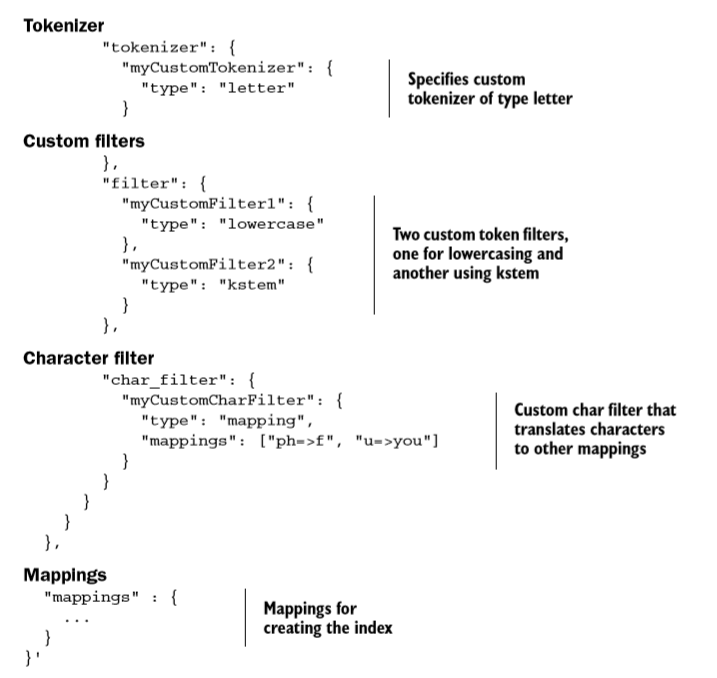 Tokenizer
"tokenizer": {
"myCustomTokenizer": {
"type": "letter"
}
Specifies custom
tokenizer of type letter
Custom filters
},
"filter": {
"myCustomFilter1": {
"type": "lowercase"
},
"myCustomFilter2": {
"type": "kstem"
}
},
Two custom token filters,
one for lowercasing and
another using kstem
Character filter
"char_filter": {
"myCustomCharFilter": {
"type": "mapping",
"mappings": ["ph=>f", "u=>you"]
}
}
}
}
},
Custom char filter that
translates characters
to other mappings
Mappings
"mappings" : {
...
}
}'
Mappings for
creating the index